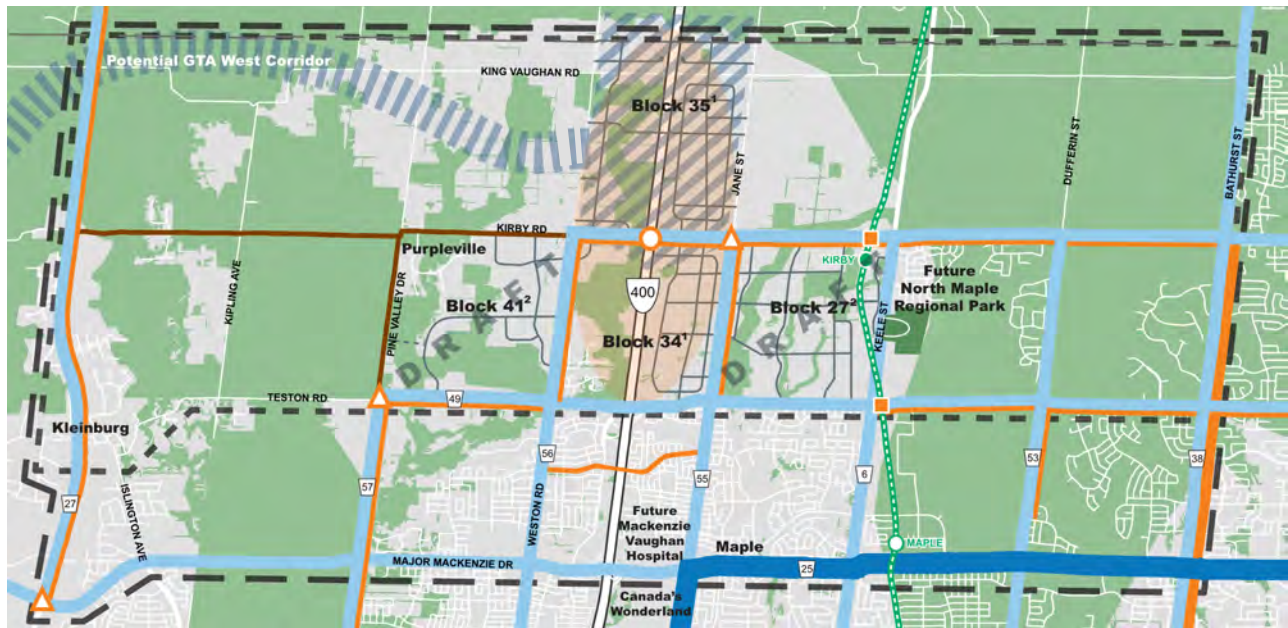 Potential GTA West Corridor
KING VAUGHAN RD
Block 35¹
JANE ST
DUFFERIN ST
BATHURST ST
KIRBY RD
Purpleville
KIPLING AVE
PINE VALLEY DR
Block 41²
DRAFT
400
Block 34¹
Block 27²
DRAFT
KIRBY
KEELE ST
Future
North Maple
Regional Park
TESTON RD
49
Kleinburg
27
ISLINGTON AVE
57
56
WESTON RD
55
6
53
38
Future
Mackenzie
Vaughan
Hospital
Maple
MAPLE
MAJOR MACKENZIE DR
25
Canada's
Wonderland